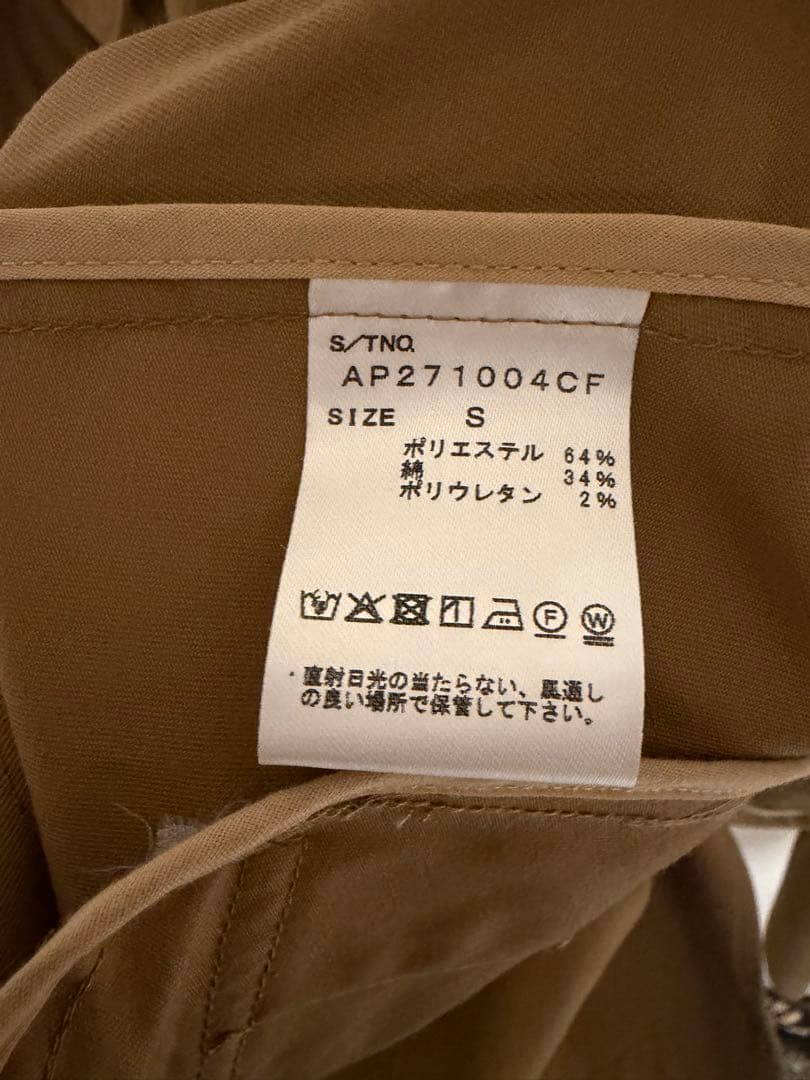 S/TNO.
AP271004CF
SIZE S
ポリエステル 64%
綿 34%
ポリウレタン 2%
F W
・直射日光の当たらない、風通し
の良い場所で保管して下さい。